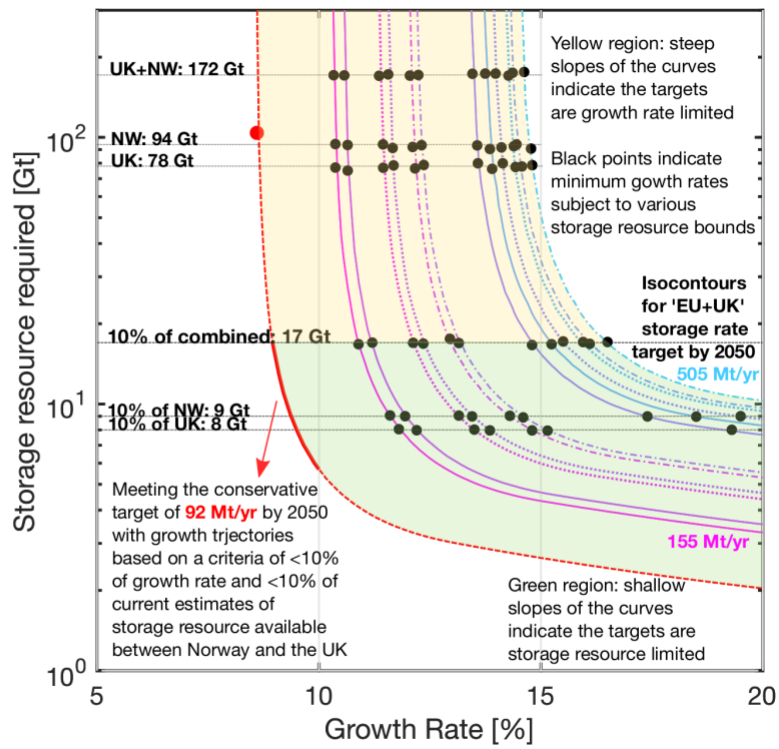 Storage resource required [Gt]
10²
10¹
10⁰
UK+NW: 172 Gt
NW: 94 Gt
UK: 78 Gt
10% of combined: 17 Gt
10% of NW: 9 Gt
10% of UK: 8 Gt
Yellow region: steep
slopes of the curves
indicate the targets
are growth rate limited
Black points indicate
minimum gowth rates
subject to various
storage reosurce bounds
Isocontours
for 'EU+UK'
storage rate
target by 2050
505 Mt/yr
155 Mt/yr
Meeting the conservative
target of 92 Mt/yr by 2050
with growth trjectories
based on a criteria of <10%
of growth rate and <10% of
current estimates of
storage resource available
between Norway and the UK
Green region: shallow
slopes of the curves
indicate the targets are
storage resource limited
5
10
15
20
Growth Rate [%]